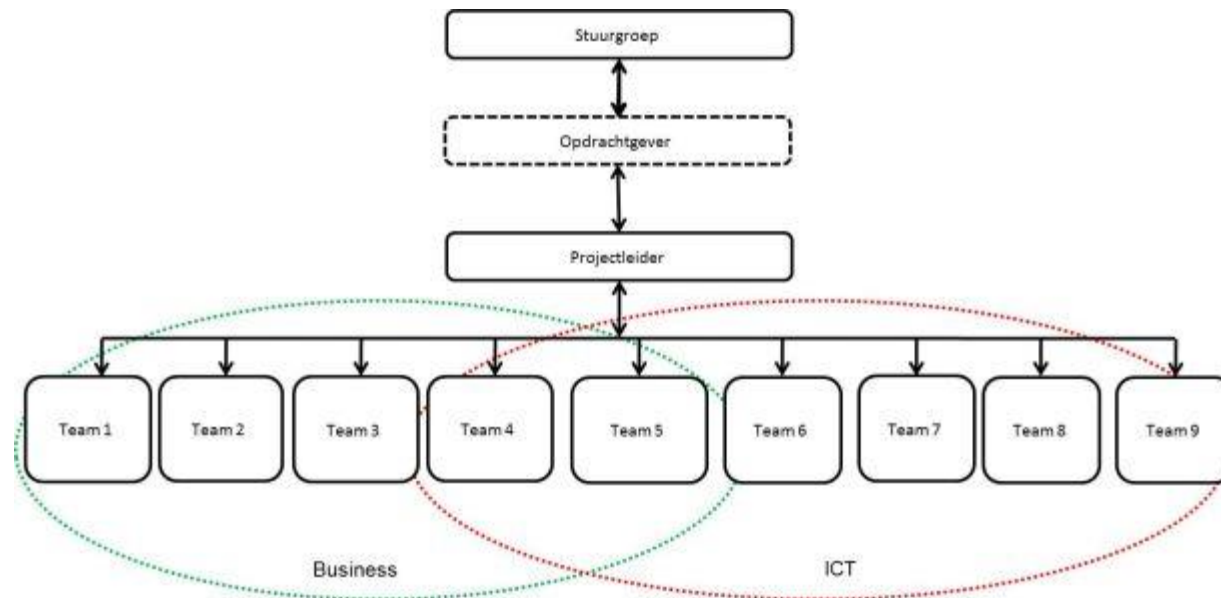 Stuurgroep
Opdrachtgever
Projectleider
Team 1
Team 2
Team 3
Team 4
Team 5
Team 6
Team 7
Team 8
Team 9
Business
ICT